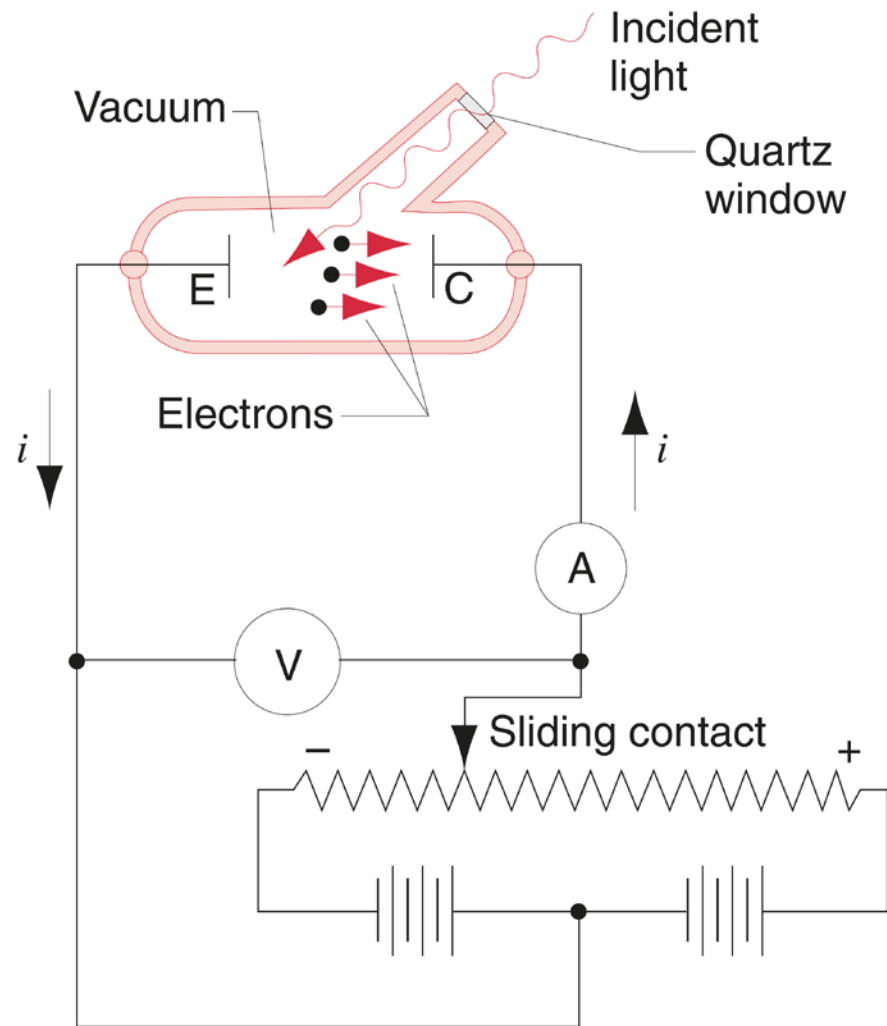 Incident
light
Vacuum
Quartz
window
E
C
Electrons
i
i
A
V
Sliding contact
−
+